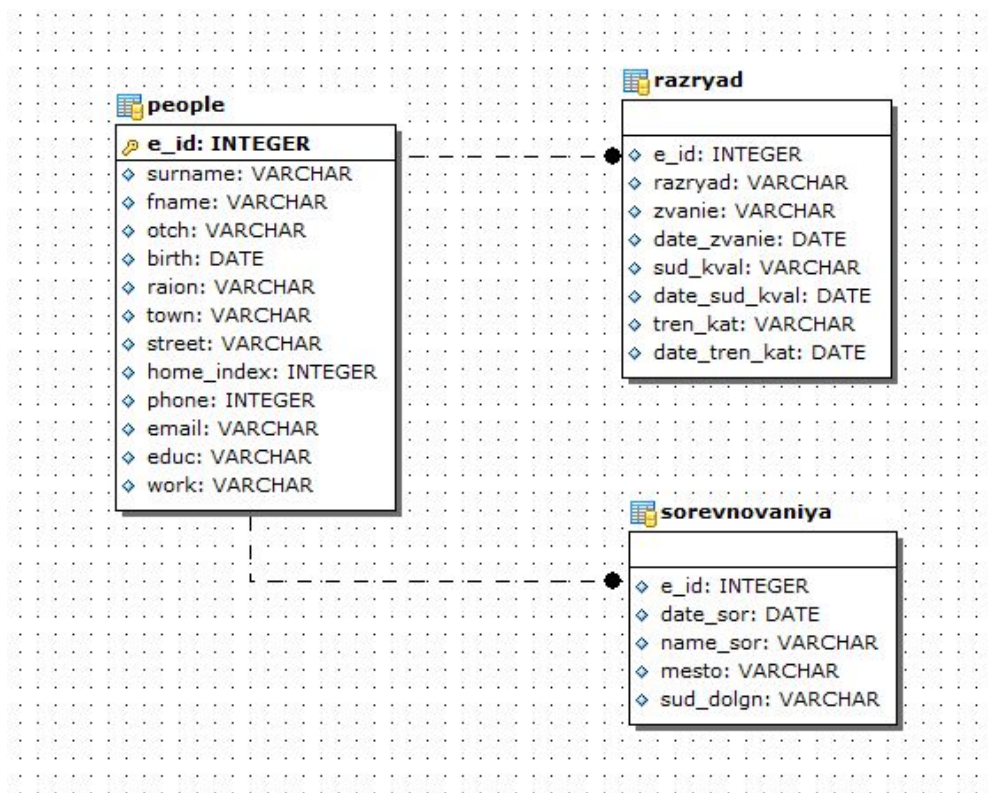 people
e_id: INTEGER
surname: VARCHAR
fname: VARCHAR
otch: VARCHAR
birth: DATE
raion: VARCHAR
town: VARCHAR
street: VARCHAR
home_index: INTEGER
phone: INTEGER
email: VARCHAR
educ: VARCHAR
work: VARCHAR
razryad
e_id: INTEGER
razryad: VARCHAR
zvanie: VARCHAR
date_zvanie: DATE
sud_kval: VARCHAR
date_sud_kval: DATE
tren_kat: VARCHAR
date_tren_kat: DATE
sorevnovaniya
e_id: INTEGER
date_sor: DATE
name_sor: VARCHAR
mesto: VARCHAR
sud_dolgn: VARCHAR